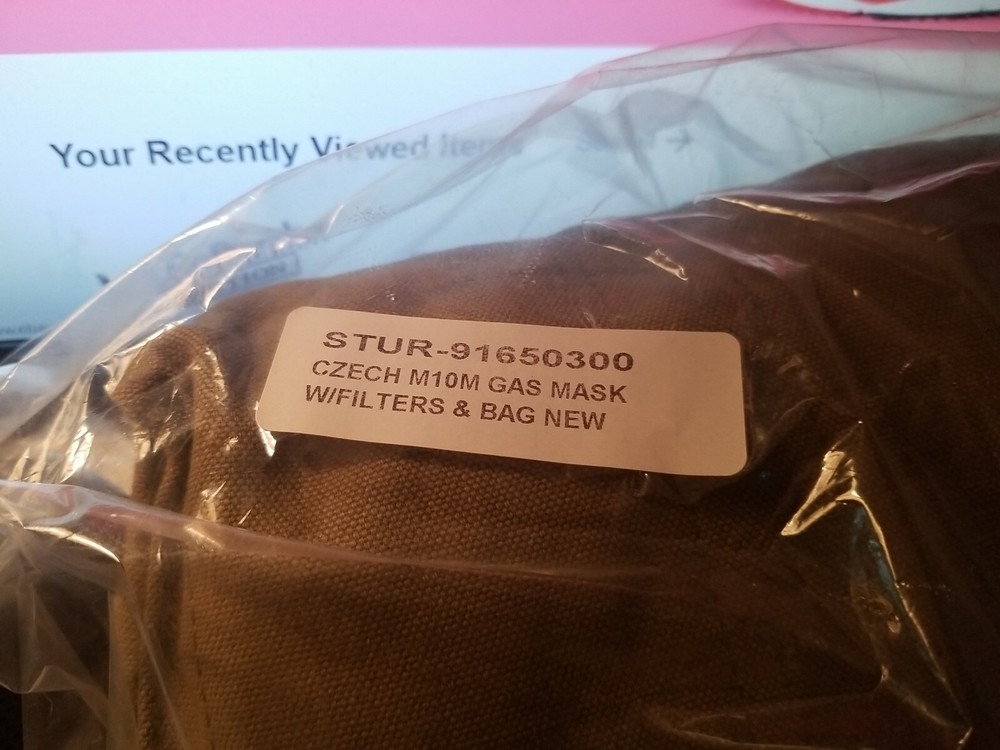 Your Recently Viewed Items
STUR-91650300
CZECH M10M GAS MASK
W/FILTERS & BAG NEW